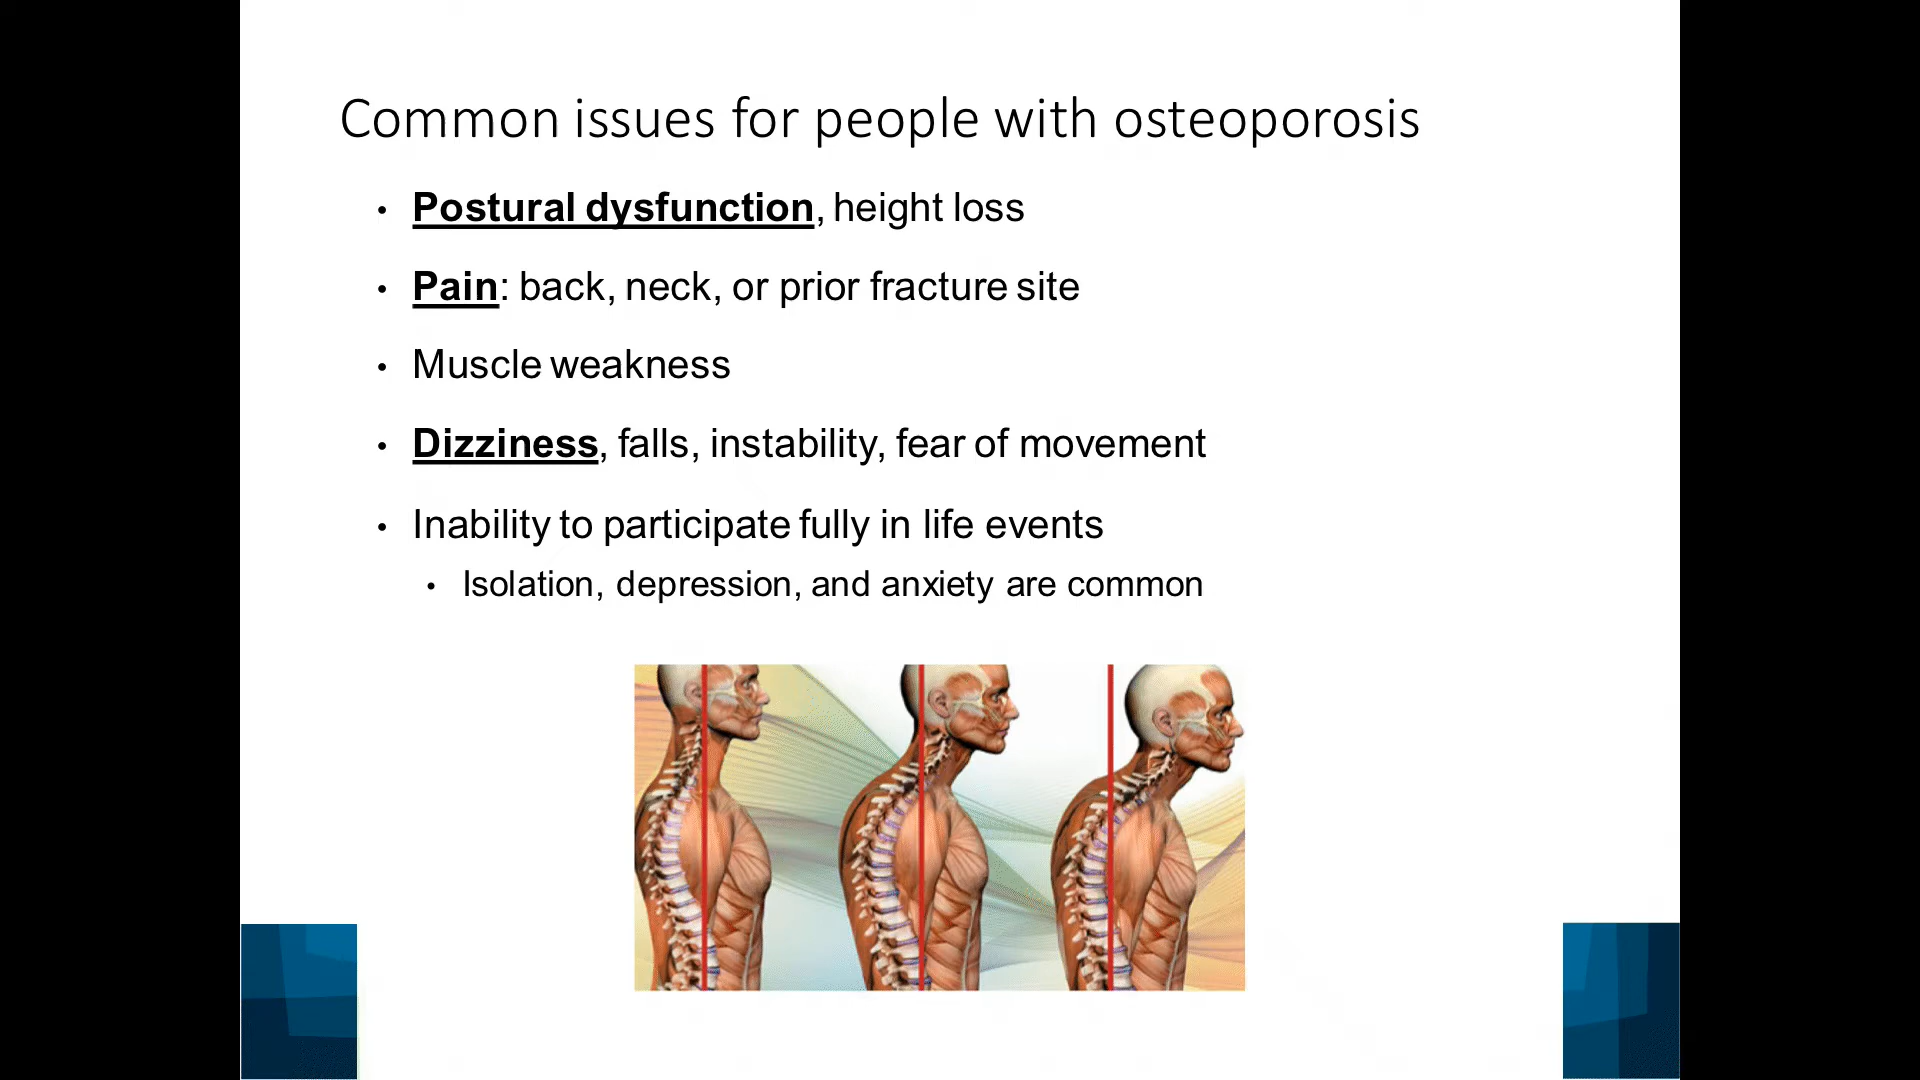 Common issues for people with osteoporosis
• Postural dysfunction, height loss
• Pain: back, neck, or prior fracture site
• Muscle weakness
• Dizziness, falls, instability, fear of movement
• Inability to participate fully in life events
• Isolation, depression, and anxiety are common